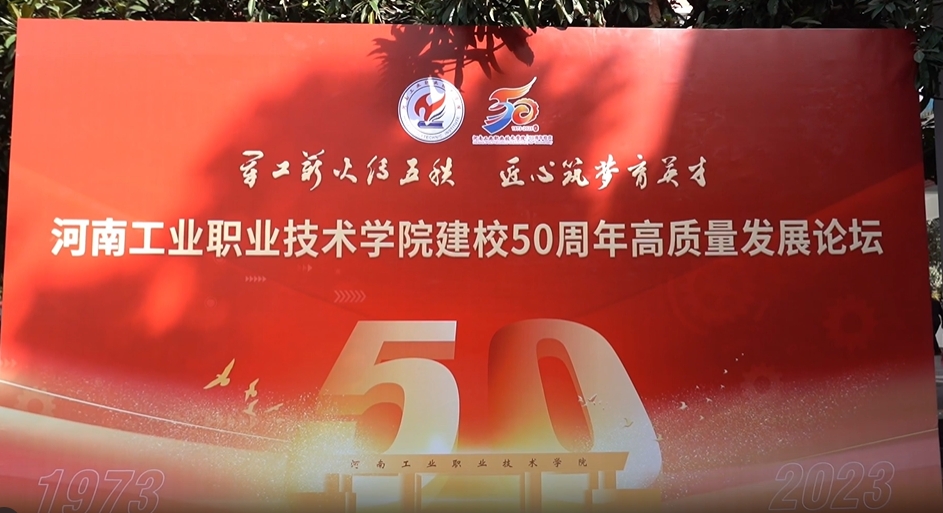 军工薪火传五秩 匠心筑梦育英才
河南工业职业技术学院建校50周年高质量发展论坛
50
河南工业职业技术学院
1973 2023